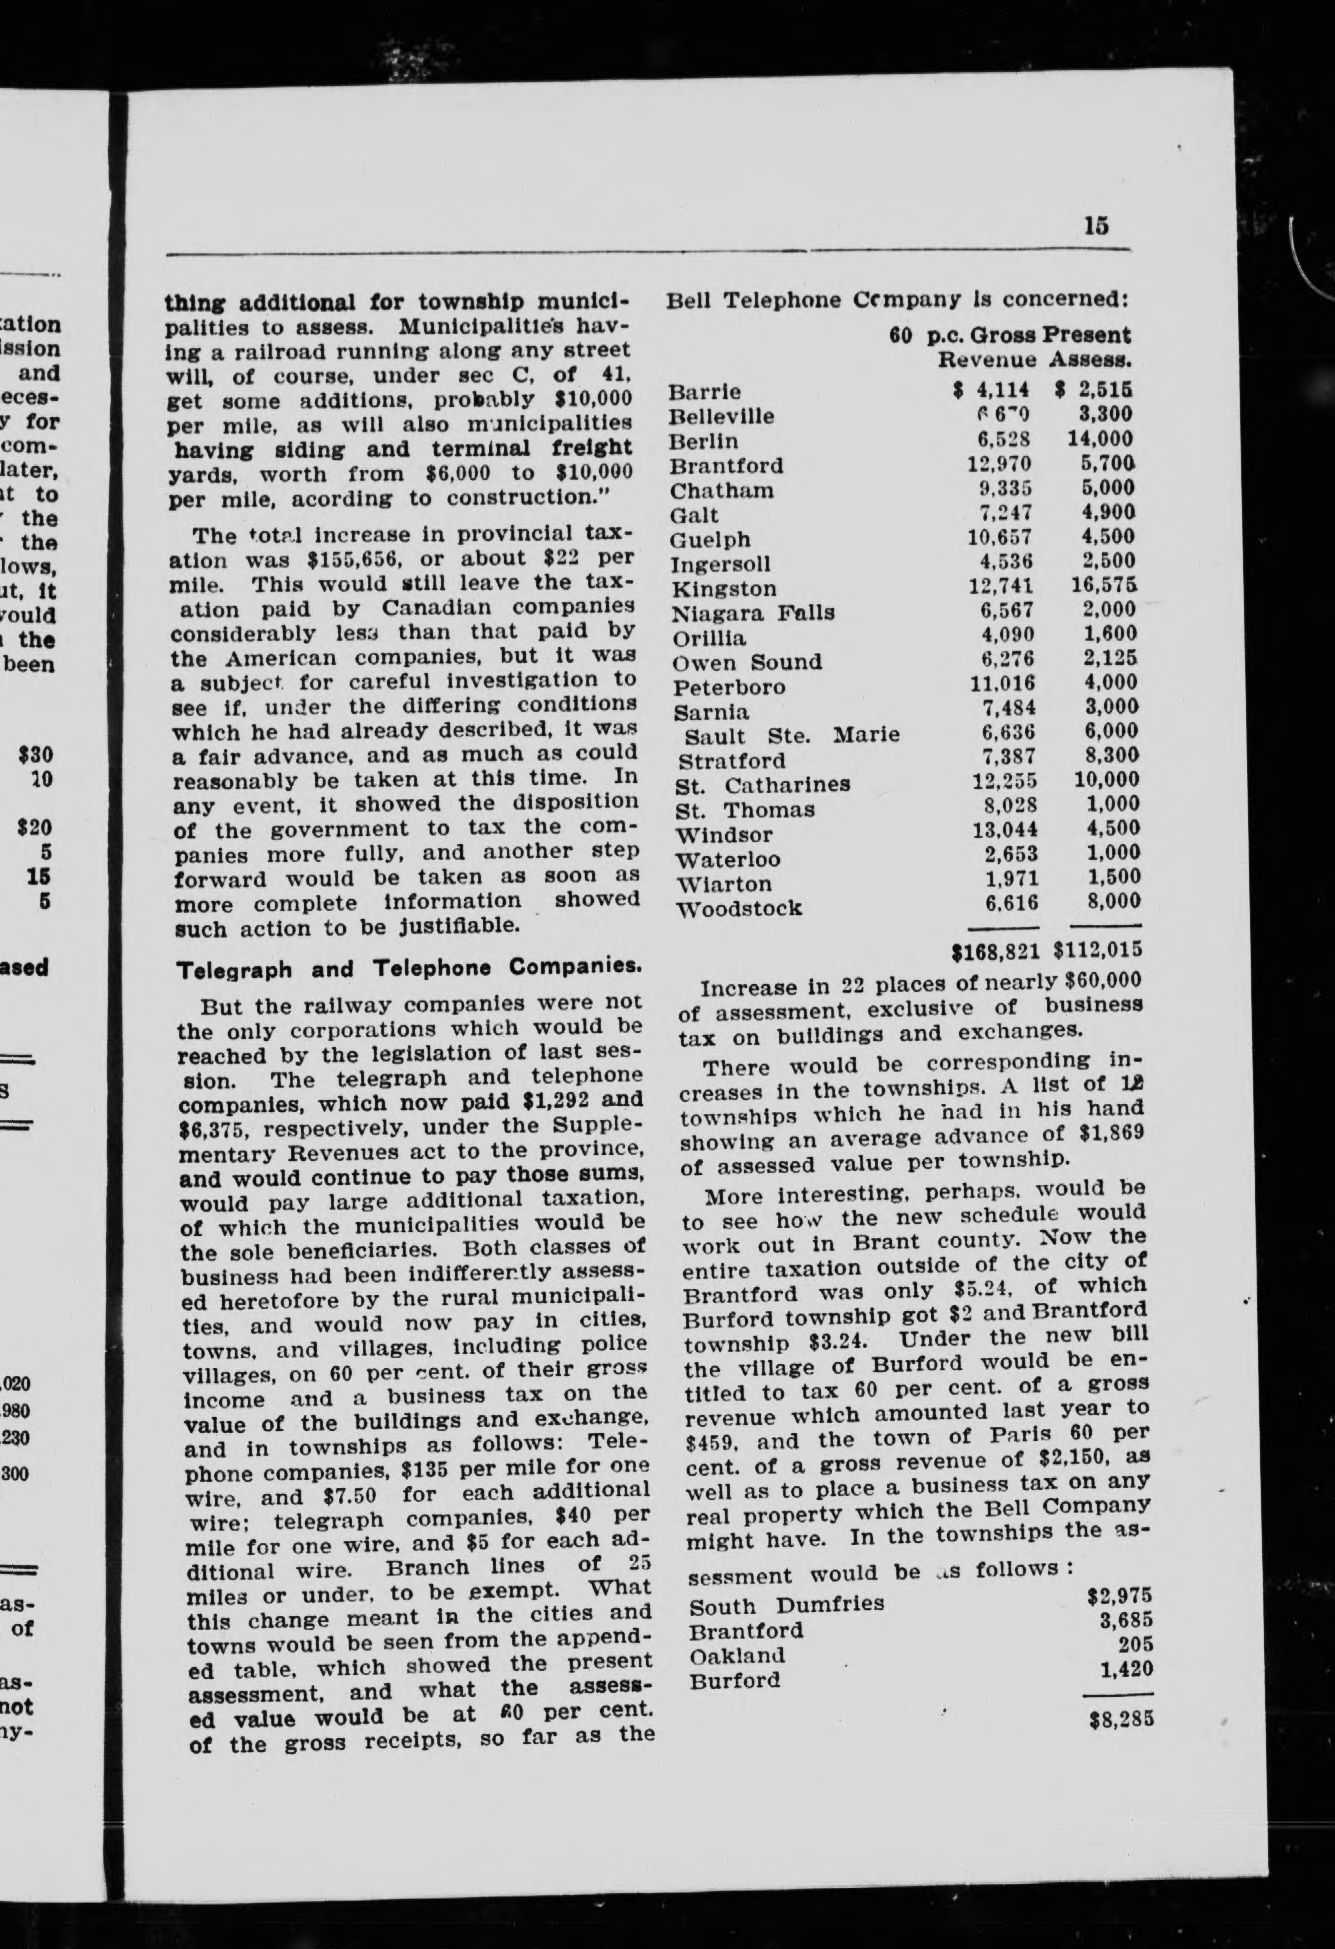 15
thing additional for township munici-
palities to assess. Municipalities hav-
ing a railroad running along any street
will, of course, under sec C, of 41,
get some additions, probably $10,000
per mile, as will also municipalities
having siding and terminal freight
yards, worth from $6,000 to $10,000
per mile, acording to construction."
The total increase in provincial tax-
ation was $155,656, or about $22 per
mile. This would still leave the tax-
ation paid by Canadian companies
considerably less than that paid by
the American companies, but it was
a subject for careful investigation to
see if, under the differing conditions
which he had already described, it was
a fair advance, and as much as could
reasonably be taken at this time. In
any event, it showed the disposition
of the government to tax the com-
panies more fully, and another step
forward would be taken as soon as
more complete information showed
such action to be justifiable.
Telegraph and Telephone Companies.
But the railway companies were not
the only corporations which would be
reached by the legislation of last ses-
sion. The telegraph and telephone
companies, which now paid $1,292 and
$6,375, respectively, under the Supple-
mentary Revenues act to the province,
and would continue to pay those sums,
would pay large additional taxation,
of which the municipalities would be
the sole beneficiaries. Both classes of
business had been indifferently assess-
ed heretofore by the rural municipali-
ties, and would now pay in cities,
towns, and villages, including police
villages, on 60 per cent. of their gross
income and a business tax on the
value of the buildings and exchange,
and in townships as follows: Tele-
phone companies, $135 per mile for one
wire, and $7.50 for each additional
wire; telegraph companies, $40 per
mile for one wire, and $5 for each ad-
ditional wire. Branch lines of 25
miles or under, to be exempt. What
this change meant in the cities and
towns would be seen from the append-
ed table, which showed the present
assessment, and what the assess-
ed value would be at 60 per cent.
of the gross receipts, so far as the
Bell Telephone Company is concerned:
60 p.c. Gross Present
Revenue Assess.
Barrie $ 4,114 $ 2,515
Belleville 3,300
Berlin 6,528 14,000
Brantford 12,970 5,700
Chatham 9,335 5,000
Galt 7,247 4,900
Guelph 10,657 4,500
Ingersoll 4,536 2,500
Kingston 12,741 16,575
Niagara Falls 6,567 2,000
Orillia 4,090 1,600
Owen Sound 6,276 2,125
Peterboro 11,016 4,000
Sarnia 7,484 3,000
Sault Ste. Marie 6,636 6,000
Stratford 7,387 8,300
St. Catharines 12,255 10,000
St. Thomas 8,028 1,000
Windsor 13,044 4,500
Waterloo 2,653 1,000
Wiarton 1,971 1,500
Woodstock 6,616 8,000
$168,821 $112,015
Increase in 22 places of nearly $60,000
of assessment, exclusive of business
tax on buildings and exchanges.
There would be corresponding in-
creases in the townships. A list of
townships which he had in his hand
showing an average advance of $1,869
of assessed value per township.
More interesting, perhaps, would be
to see how the new schedule would
work out in Brant county. Now the
entire taxation outside of the city of
Brantford was only $5.24, of which
Burford township got $2 and Brantford
township $3.24. Under the new bill
the village of Burford would be en-
titled to tax 60 per cent. of a gross
revenue which amounted last year to
$459, and the town of Paris 60 per
cent. of a gross revenue of $2,150, as
well as to place a business tax on any
real property which the Bell Company
might have. In the townships the as-
sessment would be as follows :
South Dumfries $2,975
Brantford 3,685
Oakland 205
Burford 1,420
$8,285